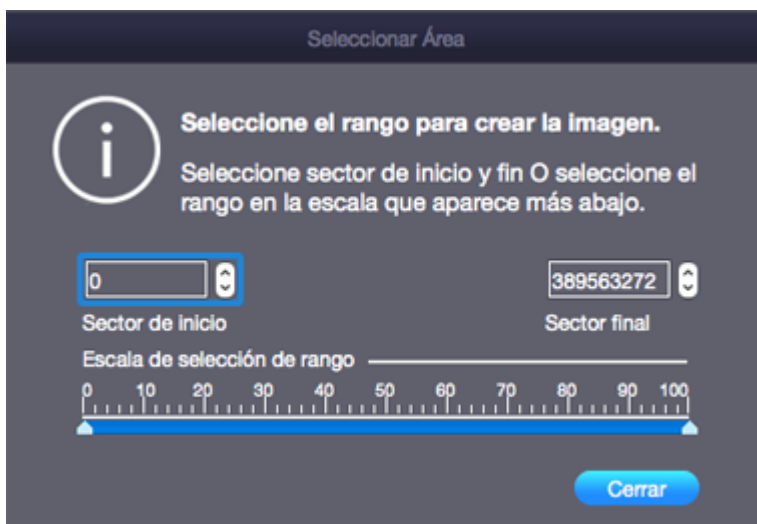 Seleccionar Área
Seleccione el rango para crear la imagen.
Seleccione sector de inicio y fin O seleccione el
rango en la escala que aparece más abajo.
0 389563272
Sector de inicio Sector final
Escala de selección de rango
0 10 20 30 40 50 60 70 80 90 100
Cerrar